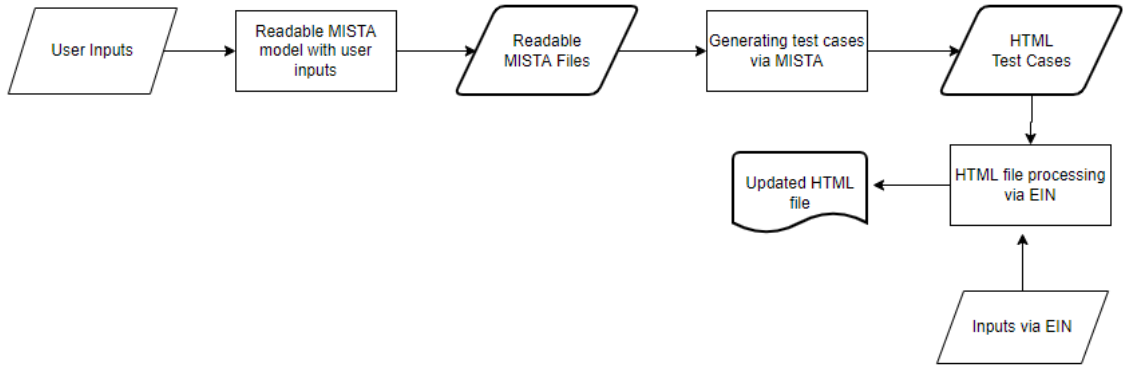 User Inputs
Readable MISTA
model with user
inputs
Readable
MISTA Files
Generating test cases
via MISTA
HTML
Test Cases
HTML file processing
via EIN
Updated HTML
file
Inputs via EIN